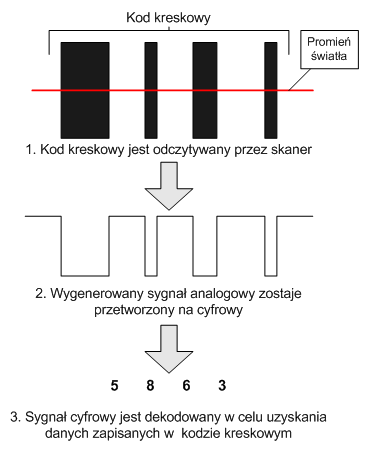 Kod kreskowy
Promień
światła
1. Kod kreskowy jest odczytywany przez skaner
2. Wygenerowany sygnał analogowy zostaje
przetworzony na cyfrowy
5 8 6 3
3. Sygnał cyfrowy jest dekodowany w celu uzyskania
danych zapisanych w kodzie kreskowym